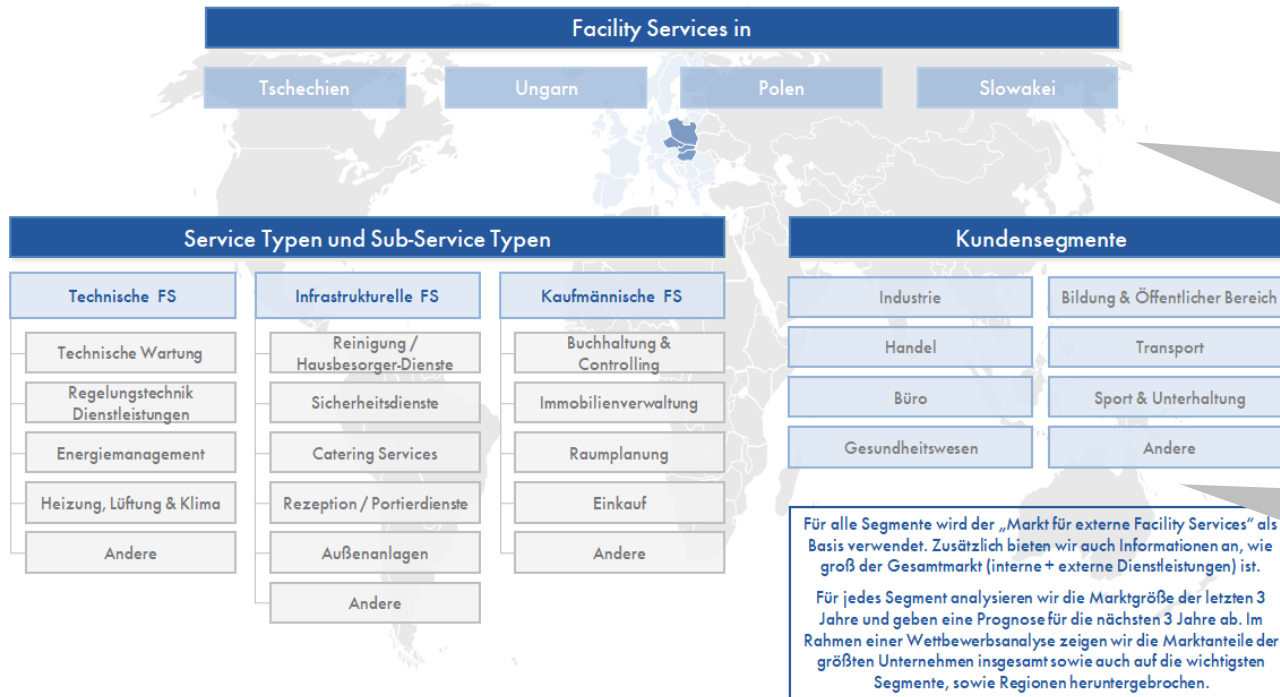 Facility Services in
Tschechien
Ungarn
Polen
Slowakei
Service Typen und Sub-Service Typen
Technische FS
Technische Wartung
Regelungstechnik
Dienstleistungen
Energiemanagement
Heizung, Lüftung & Klima
Andere
Infrastrukturelle FS
Reinigung /
Hausbesorger-Dienste
Sicherheitsdienste
Catering Services
Rezeption / Portierdienste
Außenanlagen
Andere
Kaufmännische FS
Buchhaltung &
Controlling
Immobilienverwaltung
Raumplanung
Einkauf
Andere
Kundensegmente
Industrie
Bildung & Öffentlicher Bereich
Handel
Transport
Büro
Sport & Unterhaltung
Gesundheitswesen
Andere
Für alle Segmente wird der „Markt für externe Facility Services“ als
Basis verwendet. Zusätzlich bieten wir auch Informationen an, wie
groß der Gesamtmarkt (interne + externe Dienstleistungen) ist.
Für jedes Segment analysieren wir die Marktgröße der letzten 3
Jahre und geben eine Prognose für die nächsten 3 Jahre ab. Im
Rahmen einer Wettbewerbsanalyse zeigen wir die Marktanteile der
größten Unternehmen insgesamt sowie auch auf die wichtigsten
Segmente, sowie Regionen heruntergebrochen.